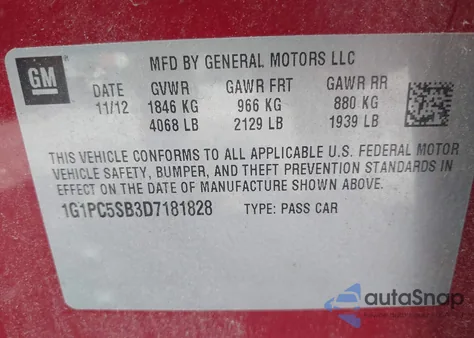 GM
MFD BY GENERAL MOTORS LLC
DATE GVWR GAWR FRT GAWR RR
11/12 1846 KG 966 KG 880 KG
4068 LB 2129 LB 1939 LB
THIS VEHICLE CONFORMS TO ALL APPLICABLE U.S. FEDERAL MOTOR
VEHICLE SAFETY, BUMPER, AND THEFT PREVENTION STANDARDS IN
EFFECT ON THE DATE OF MANUFACTURE SHOWN ABOVE.
1G1PC5SB3D7181828 TYPE: PASS CAR
autoSnap